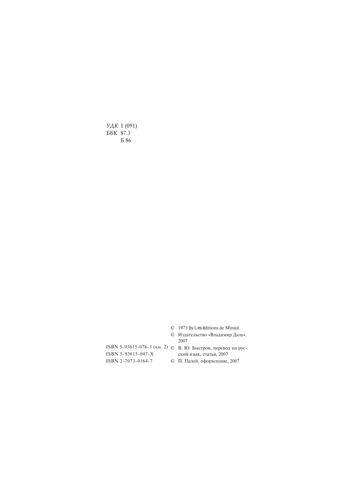 УДК 1 (091)
ББК 87.3
Б 86
© 1973 by Les éditions de Minuit
© Издательство «Владимир Даль»,
2007
ISBN 5-93615-076-3 (кн. 2)
ISBN 5-93615-047-X
ISBN 2-7073-0164-7
© В. Ю. Быстров, перевод на рус-
ский язык, статья, 2007
© П. Палей, оформление, 2007